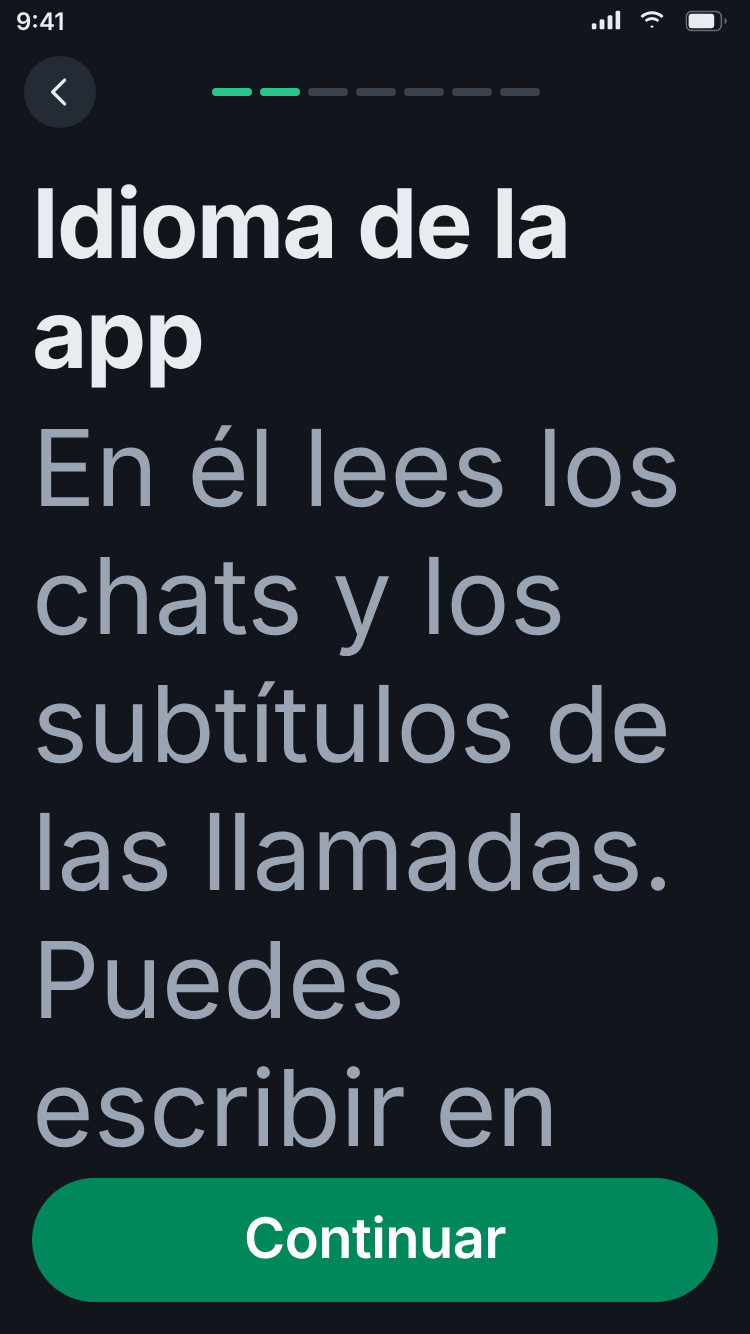 9:41
Idioma de la
app
En él lees los
chats y los
subtítulos de
las llamadas.
Puedes
escribir en
Continuar